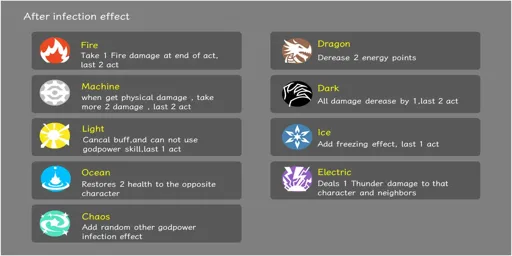 After infection effect
Fire
Take 1 Fire damage at end of act,
last 2 act
Machine
when get physical damage , take
more 2 damage , last 2 act
Light
Cancal buff,and can not use
godpower skill,last 1 act
Ocean
Restores 2 health to the opposite
character
Chaos
Add random other godpower
infection effect
Dragon
Derease 2 energy points
Dark
All damage derease by 1,last 2 act
Ice
Add freezing effect, last 1 act
Electric
Deals 1 Thunder damage to that
character and neighbors